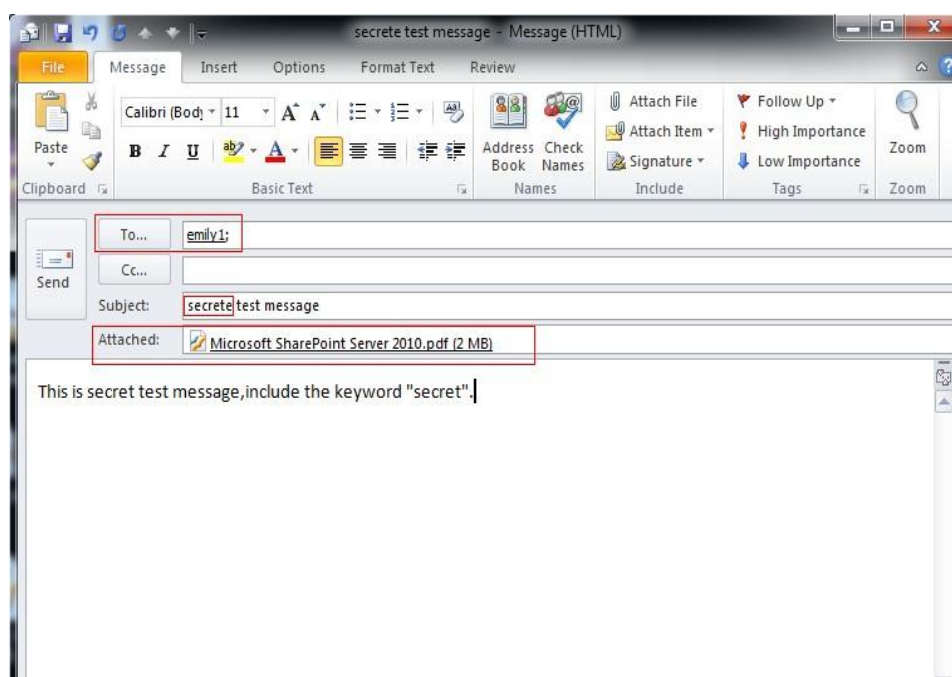 secrete test message - Message (HTML)
File Message Insert Options Format Text Review
Calibri (Body 11
Paste
B I U
Address Book
Check Names
Attach File
Attach Item
Signature
Follow Up
High Importance
Low Importance
Zoom
Clipboard Basic Text Names Include Tags Zoom
Send
To... emily1;
Cc...
Subject: secrete test message
Attached: Microsoft SharePoint Server 2010.pdf (2 MB)
This is secret test message,include the keyword "secret".